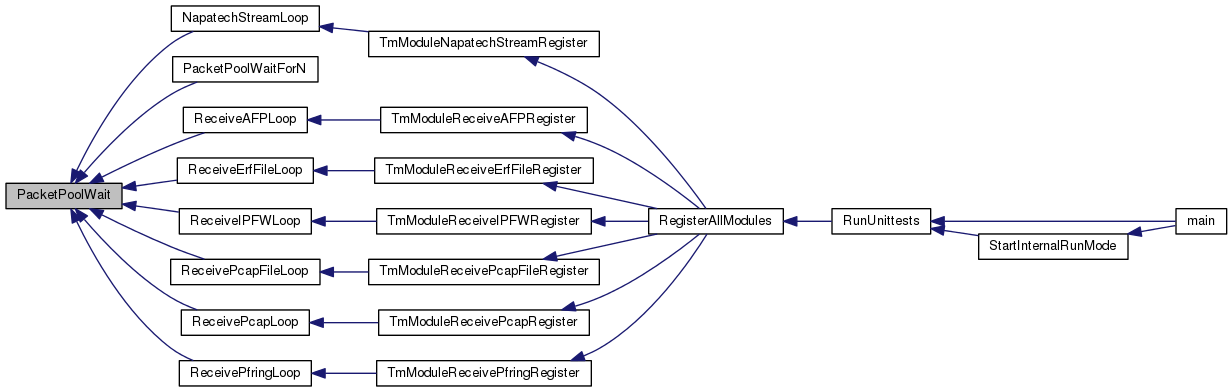 NapatechStreamLoop
TmModuleNapatechStreamRegister
PacketPoolWaitForN
ReceiveAFPLoop
TmModuleReceiveAFPRegister
ReceiveErfFileLoop
TmModuleReceiveErfFileRegister
PacketPoolWait
ReceiveIPFWLoop
TmModuleReceiveIPFWRegister
RegisterAllModules
RunUnittests
main
StartInternalRunMode
ReceivePcapFileLoop
TmModuleReceivePcapFileRegister
ReceivePcapLoop
TmModuleReceivePcapRegister
ReceivePfringLoop
TmModuleReceivePfringRegister